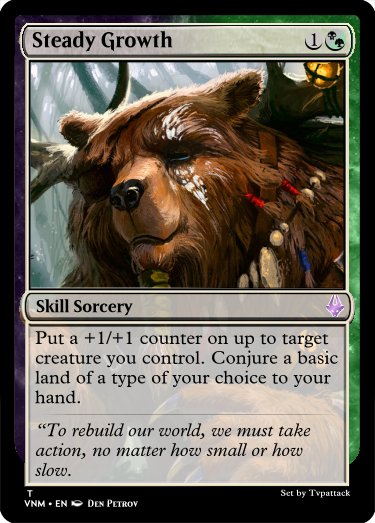 Steady Growth 1
Skill Sorcery
Put a +1/+1 counter on up to target
creature you control. Conjure a basic
land of a type of your choice to your
hand.
“To rebuild our world, we must take
action, no matter how small or how
slow.
T
VNM • EN Den Petrov
Set by Tvpattack